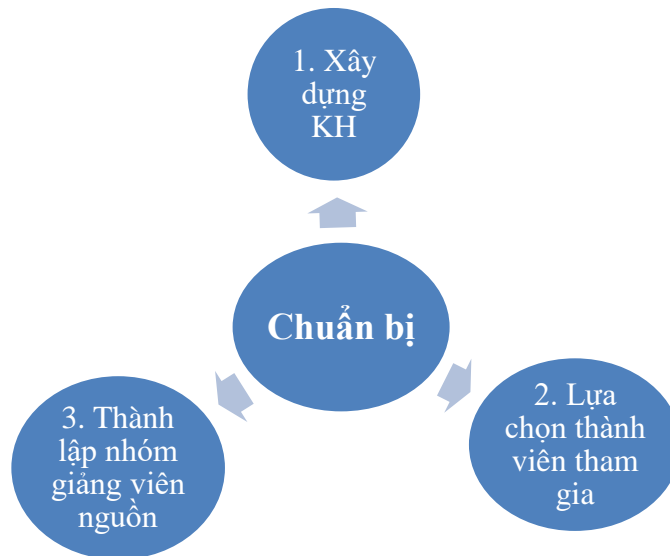 1. Xây
dựng
KH
Chuẩn bị
2. Lựa
chọn thành
viên tham
gia
3. Thành
lập nhóm
giảng viên
nguồn